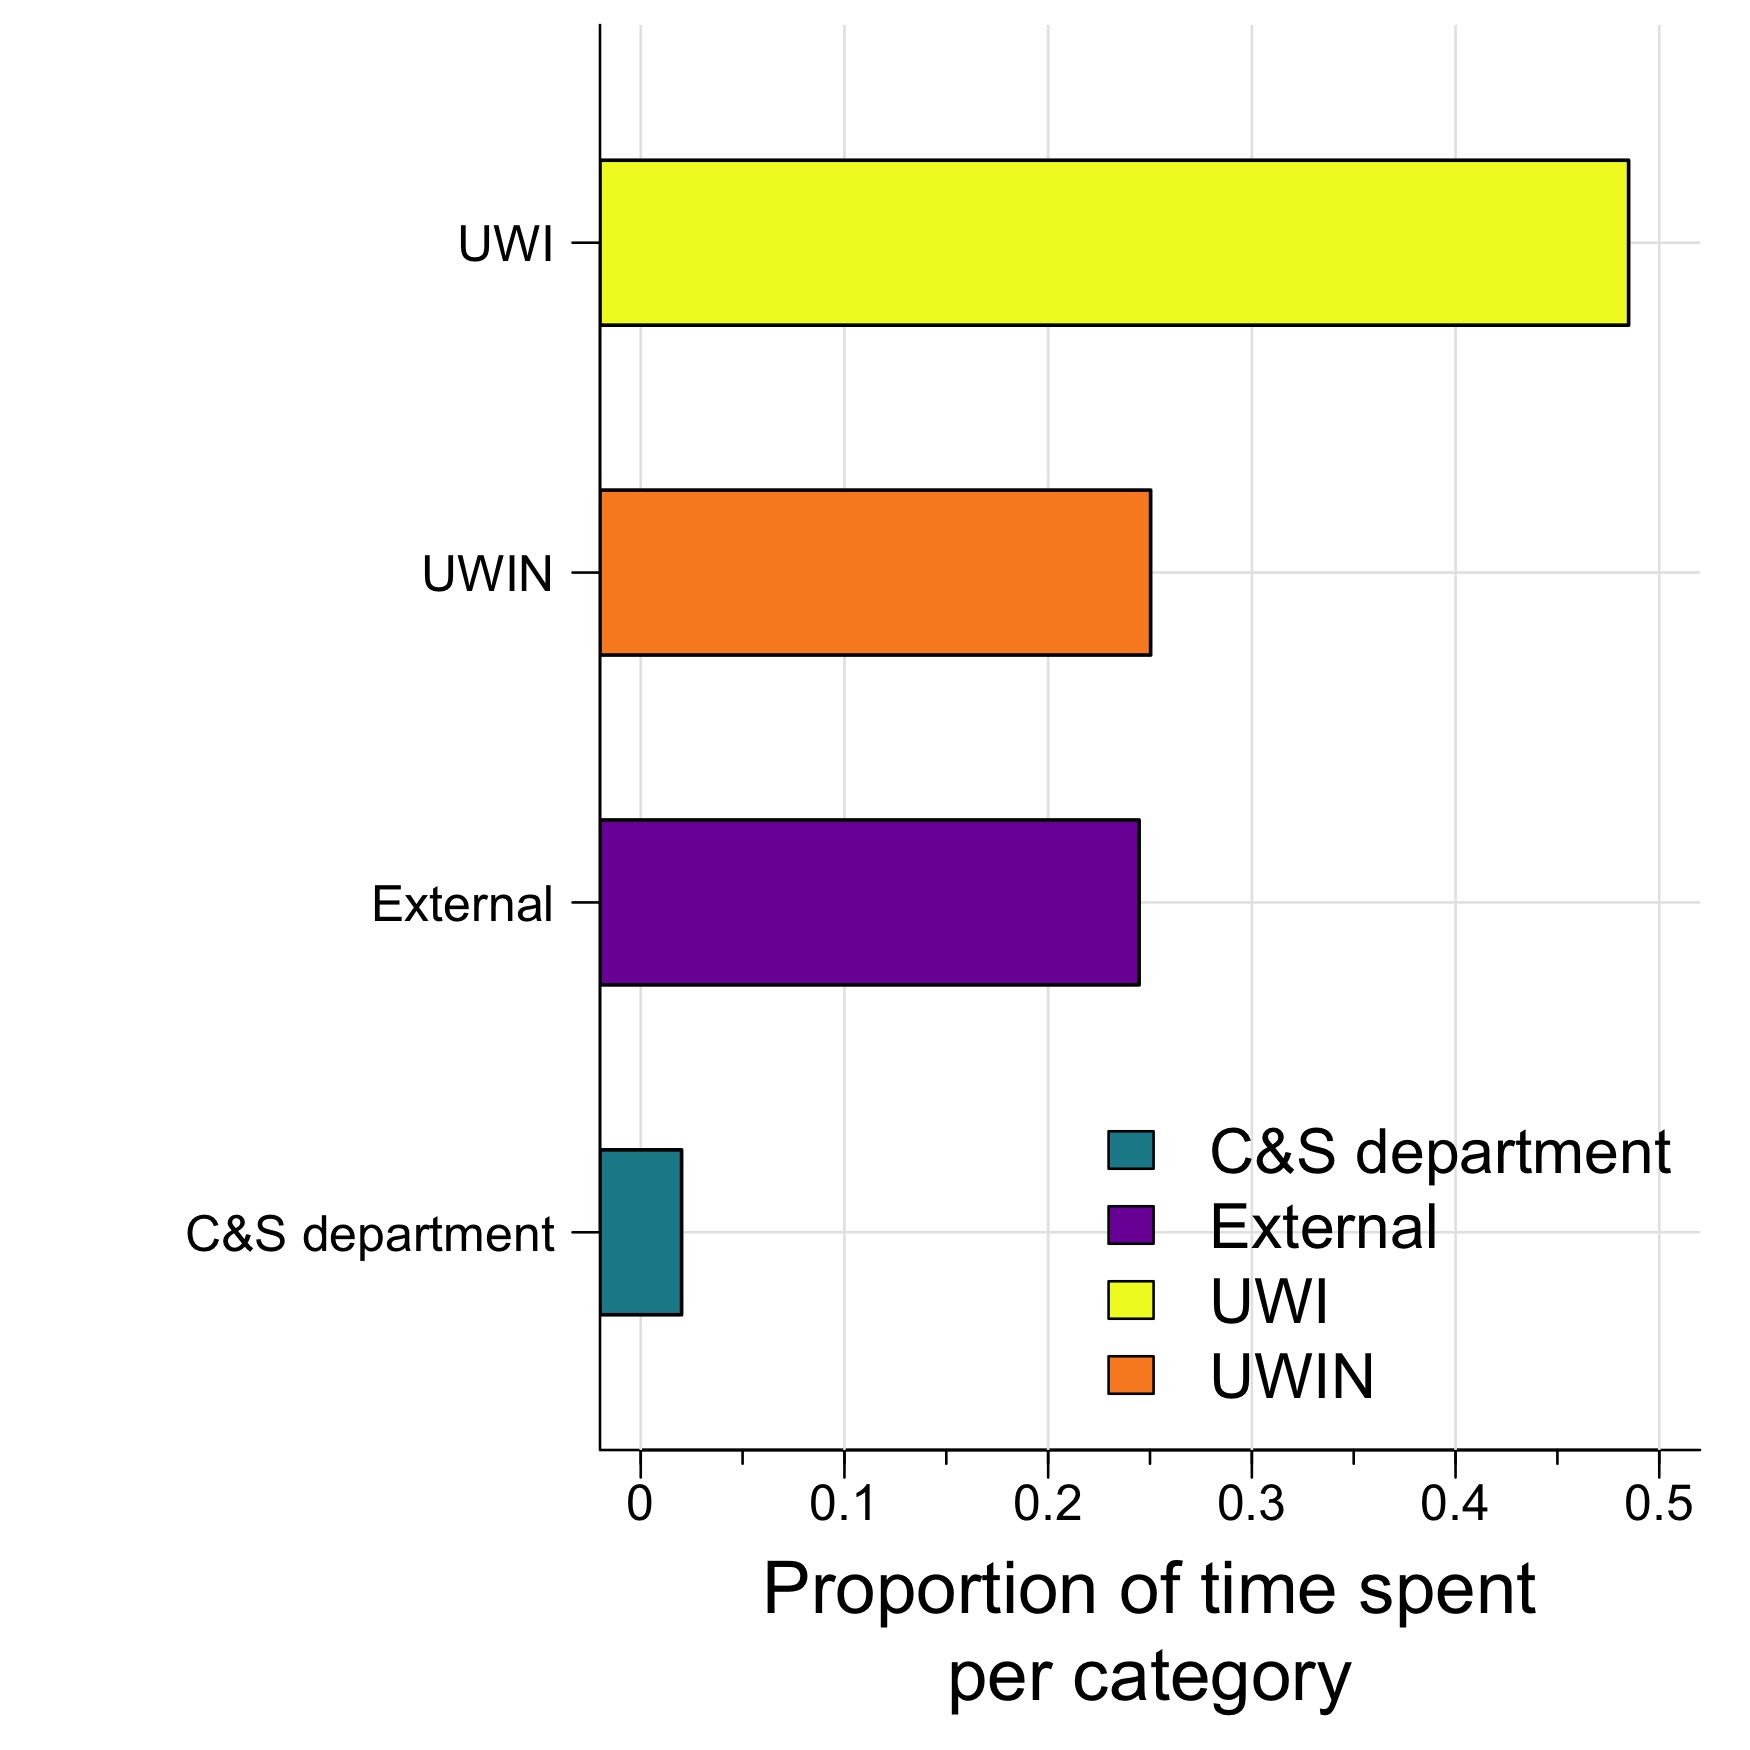 UWI
UWIN
External
C&S department
C&S department
External
UWI
UWIN
0 0.1 0.2 0.3 0.4 0.5
Proportion of time spent
per category